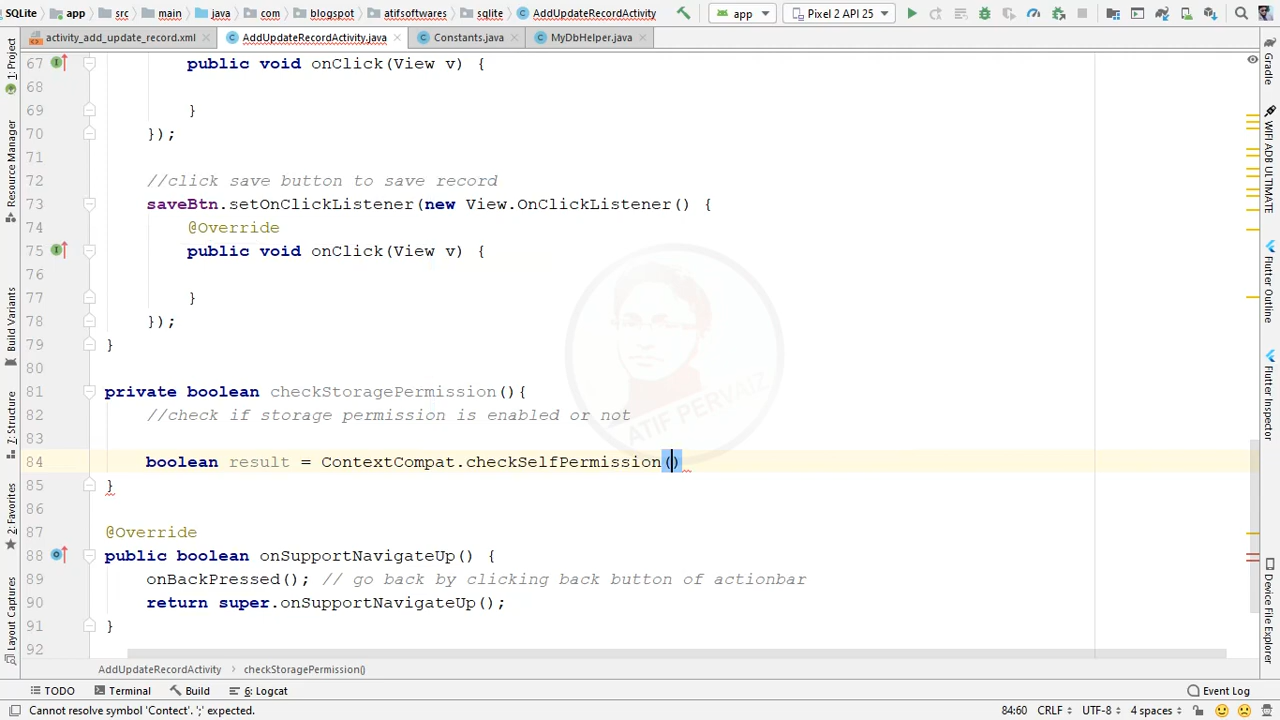 SQLite app src main java com blogspot atifsoftwares sqlite AddUpdateRecordActivity app Pixel 2 API 25
activity_add_update_record.xml AddUpdateRecordActivity.java Constants.java MyDbHelper.java
67 public void onClick(View v) {
68
69 }
70 });
71
72 //click save button to save record
73 saveBtn.setOnClickListener(new View.OnClickListener() {
74 @Override
75 public void onClick(View v) {
76
77 }
78 });
79 }
80
81 private boolean checkStoragePermission(){
82 //check if storage permission is enabled or not
83
84 boolean result = ContextCompat.checkSelfPermission()
85 }
86
87 @Override
88 public boolean onSupportNavigateUp() {
89 onBackPressed(); // go back by clicking back button of actionbar
90 return super.onSupportNavigateUp();
91 }
92
AddUpdateRecordActivity checkStoragePermission()
TODO Terminal Build 6: Logcat Event Log
Cannot resolve symbol 'Contect'. ';' expected. 84:60 CRLF UTF-8 4 spaces
1: Project
Resource Manager
Build Variants
7: Structure
2: Favorites
Layout Captures
Gradle
WIFI ADB ULTIMATE
Flutter Outline
Flutter Inspector
Device File Explorer
ATIF PERVAIZ